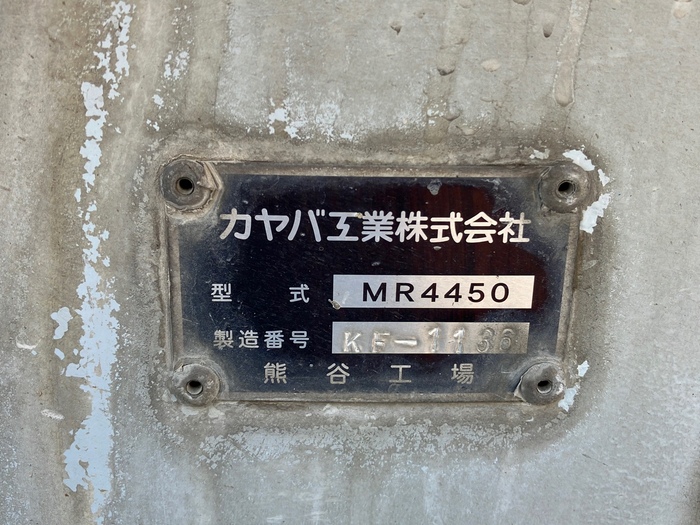 カヤバ工業株式会社
型 式 MR4450
製造番号 KF-1136
熊谷工場